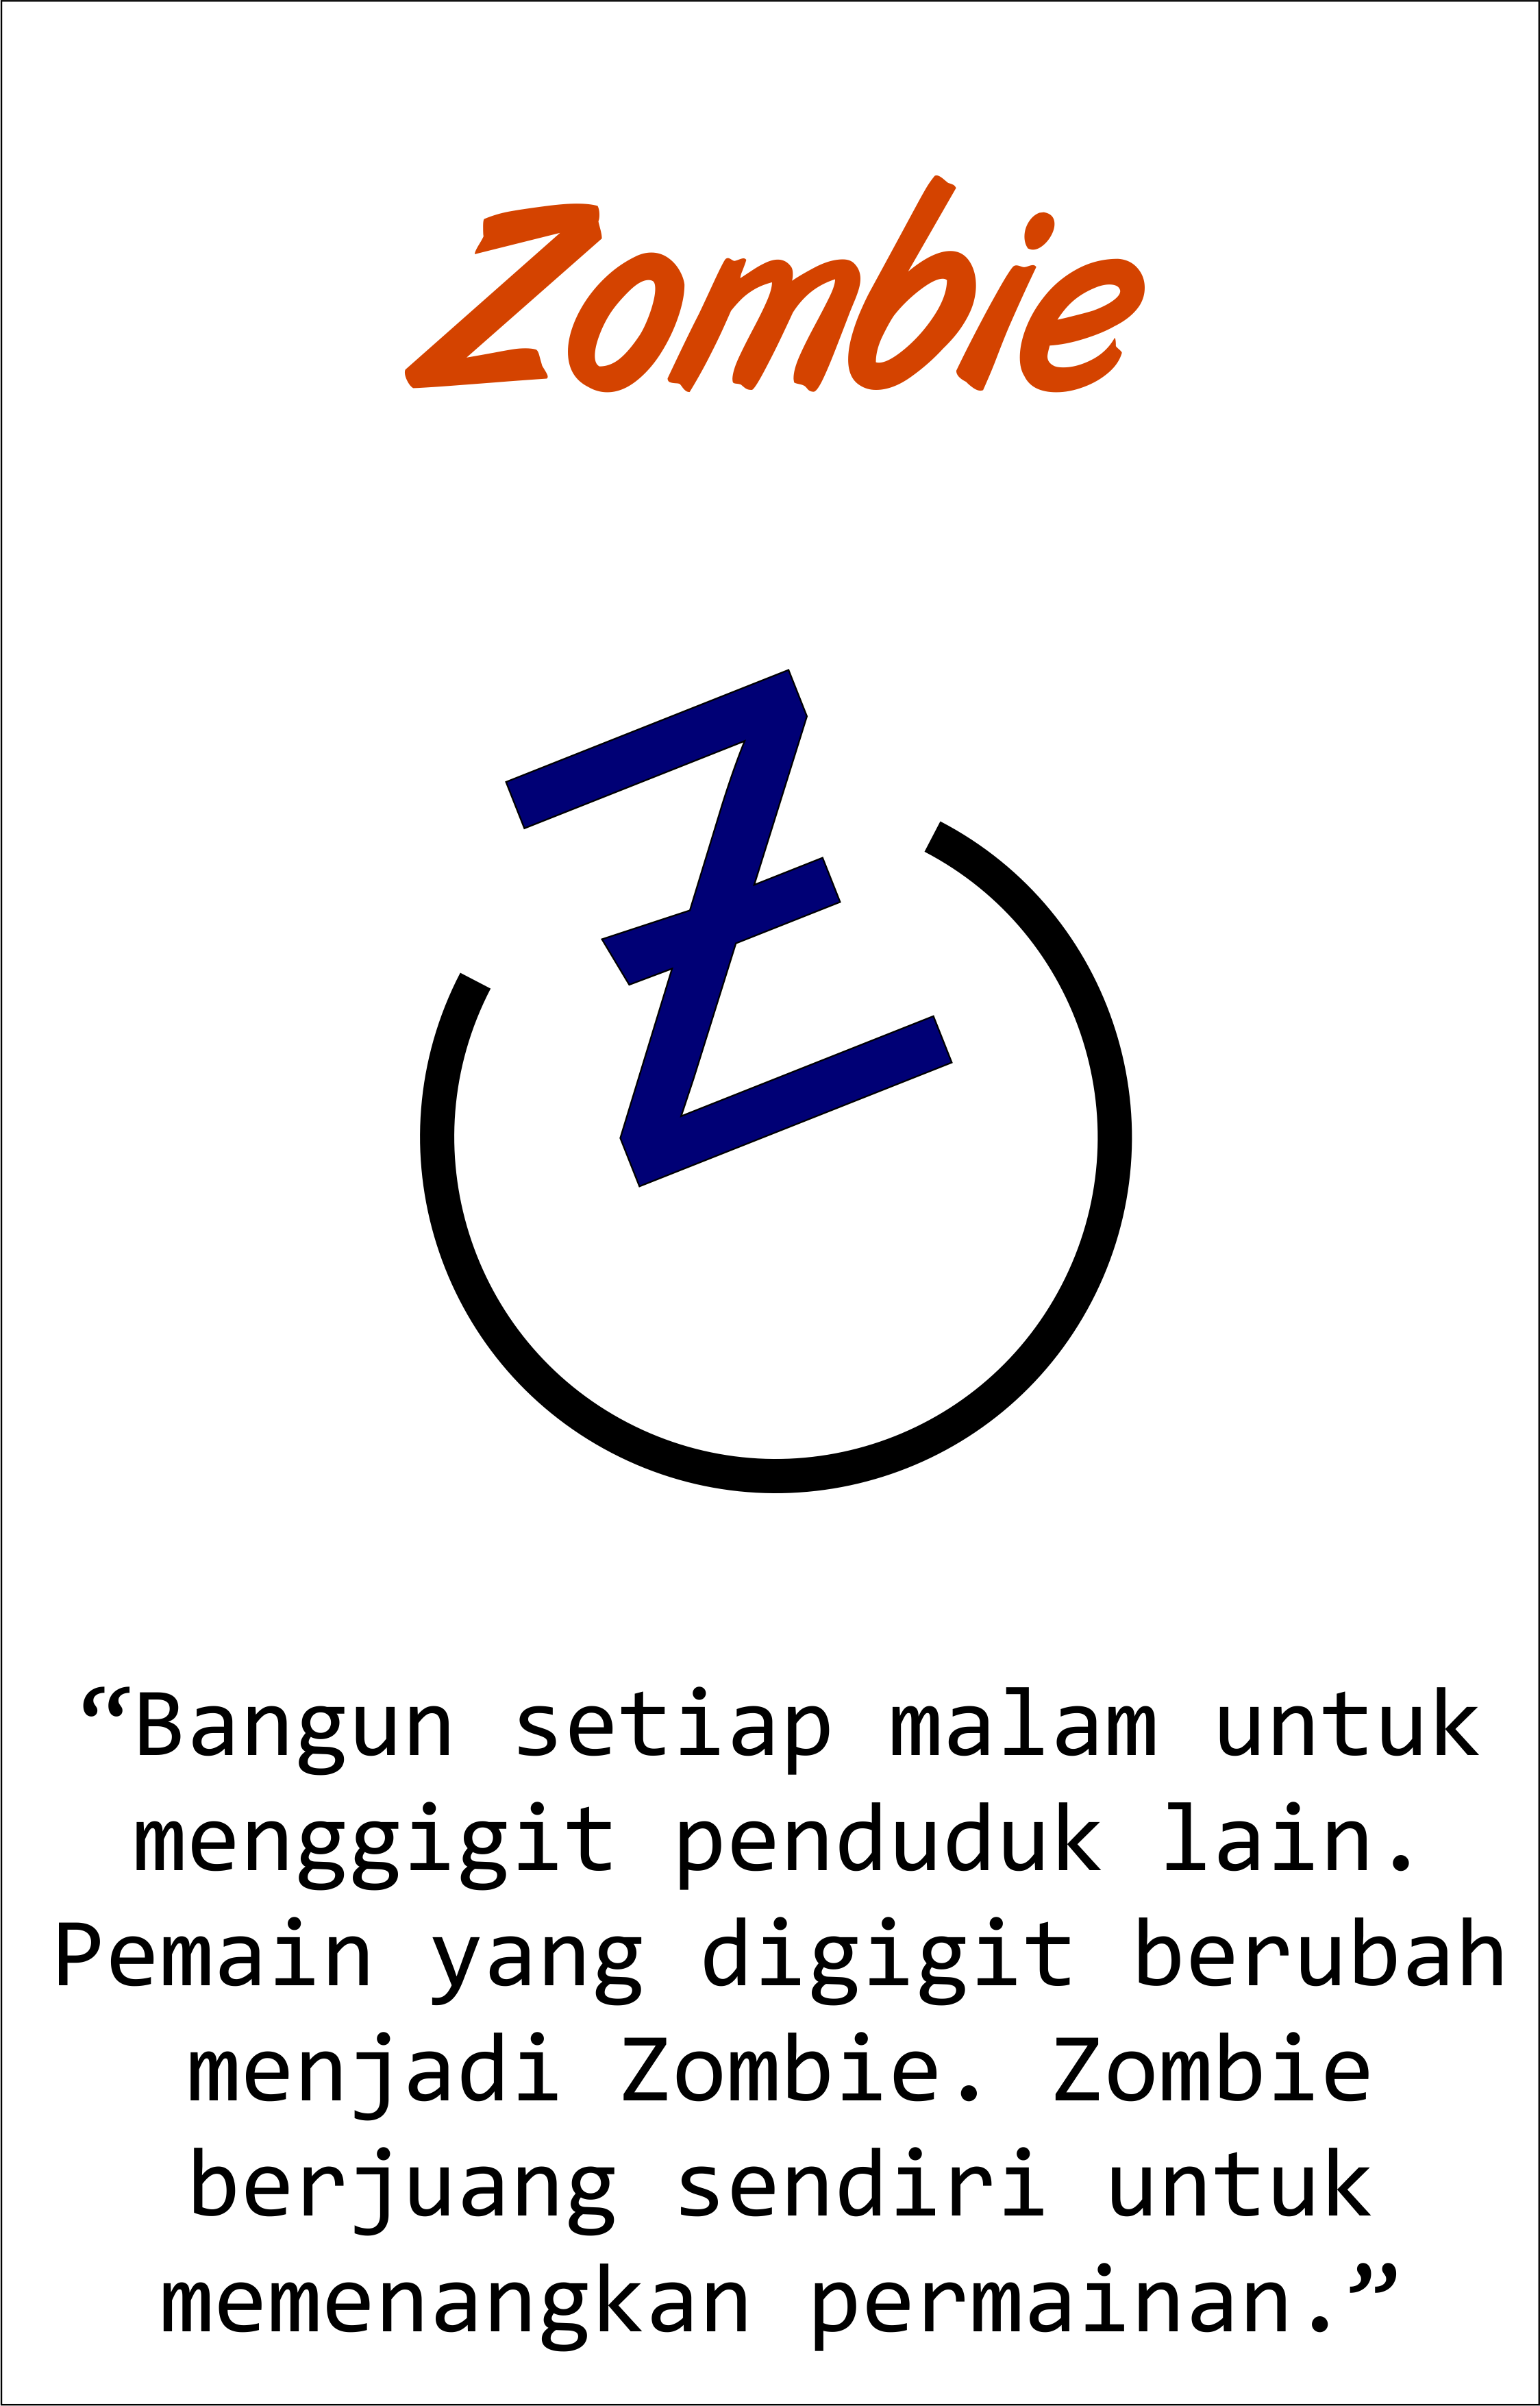 Zombie
Ƶ
“Bangun setiap malam untuk
menggigit penduduk lain.
Pemain yang digigit berubah
menjadi Zombie. Zombie
berjuang sendiri untuk
memenangkan permainan.”